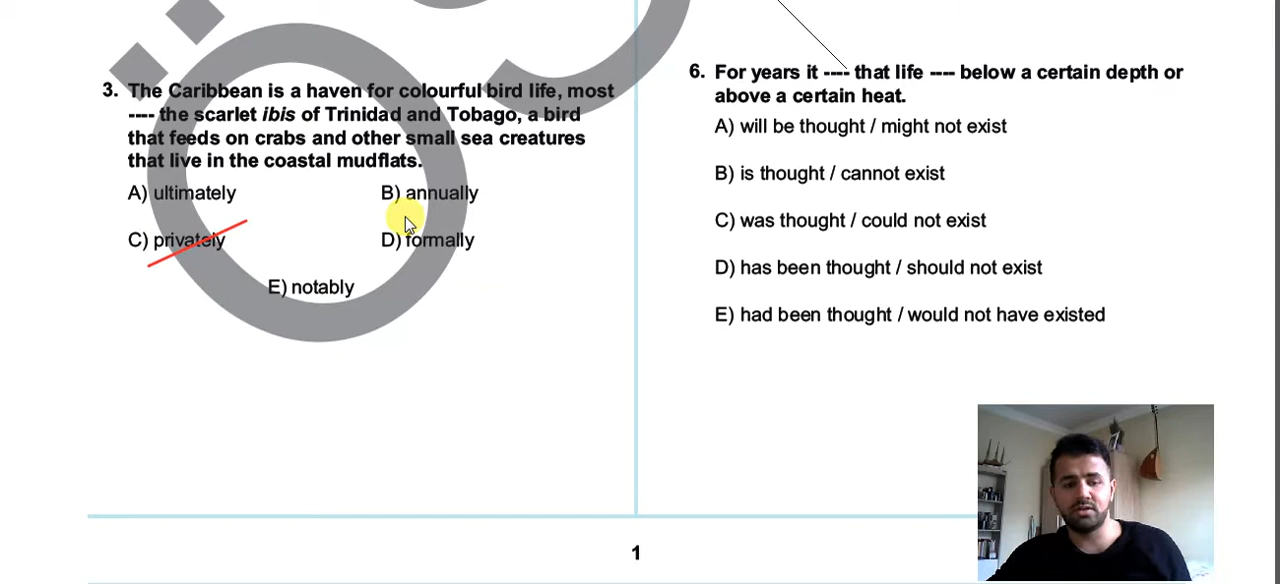 3. The Caribbean is a haven for colourful bird life, most
---- the scarlet ibis of Trinidad and Tobago, a bird
that feeds on crabs and other small sea creatures
that live in the coastal mudflats.
A) ultimately
B) annually
C) privately
D) formally
E) notably
6. For years it ---- that life ---- below a certain depth or
above a certain heat.
A) will be thought / might not exist
B) is thought / cannot exist
C) was thought / could not exist
D) has been thought / should not exist
E) had been thought / would not have existed
1